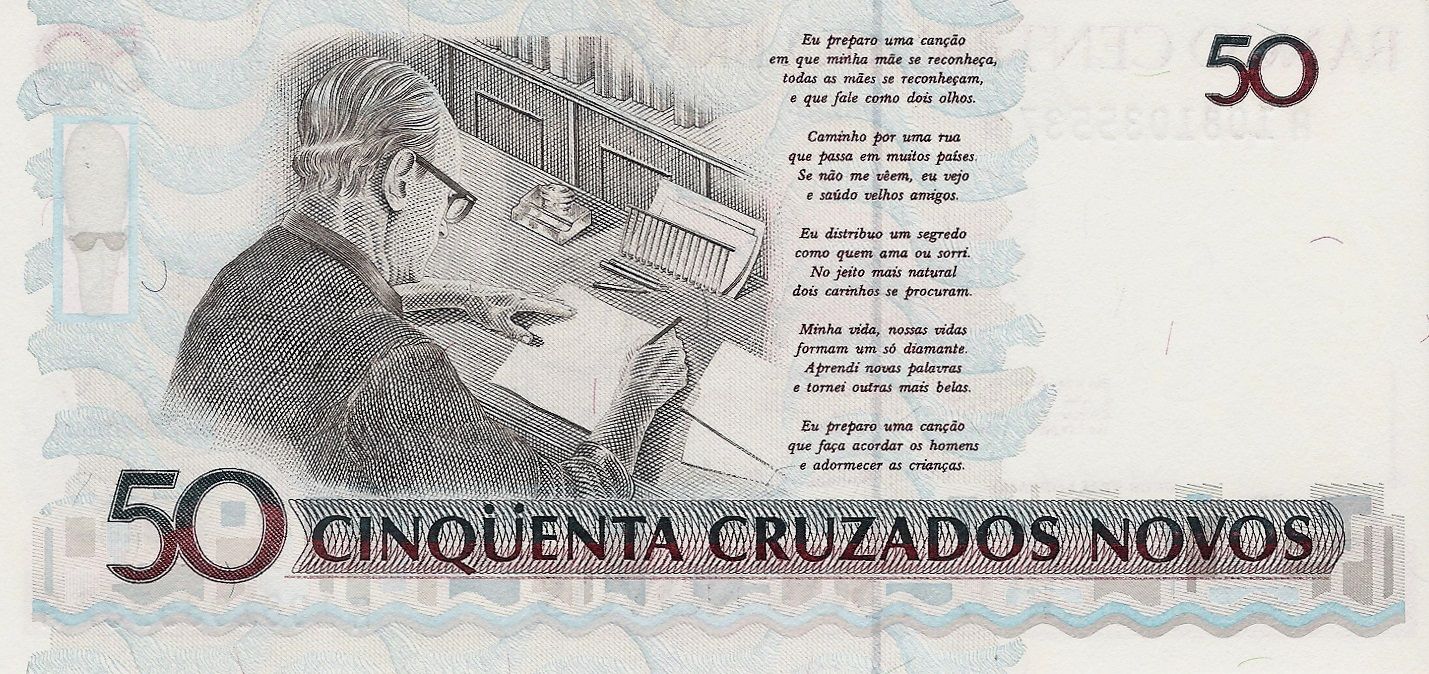 Eu preparo uma canção
em que minha mãe se reconheça,
todas as mães se reconheçam,
e que fale como dois olhos.
Caminho por uma rua
que passa em muitos países.
Se não me vêem, eu vejo
e saúdo velhos amigos.
Eu distribuo um segredo
como quem ama ou sorri.
No jeito mais natural
dois carinhos se procuram.
Minha vida, nossas vidas
formam um só diamante.
Aprendi novas palavras
e tornei outras mais belas.
Eu preparo uma canção
que faça acordar os homens
e adormecer as crianças.
50
50 CINQÜENTA CRUZADOS NOVOS